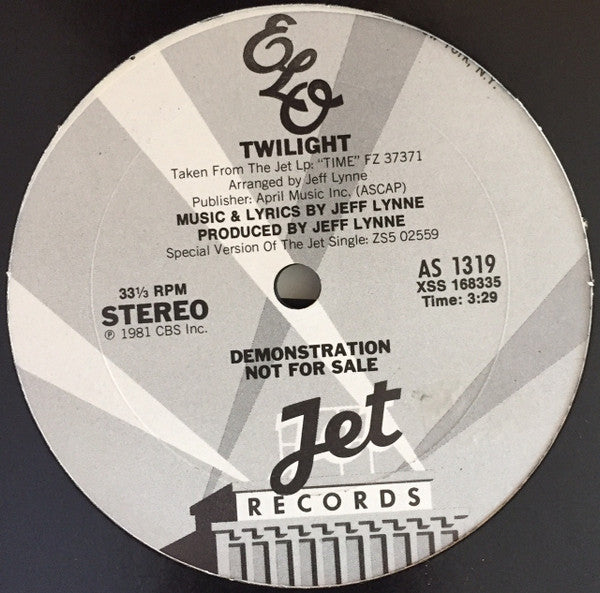 ELO
TWILIGHT
Taken From The Jet Lp: "TIME" FZ 37371
Arranged by Jeff Lynne
Publisher: April Music Inc. (ASCAP)
MUSIC & LYRICS BY JEFF LYNNE
PRODUCED BY JEFF LYNNE
Special Version Of The Jet Single: ZS5 02559
33⅓ RPM
STEREO
℗ 1981 CBS Inc.
AS 1319
XSS 168335
Time: 3:29
DEMONSTRATION
NOT FOR SALE
Jet
RECORDS
N.Y.